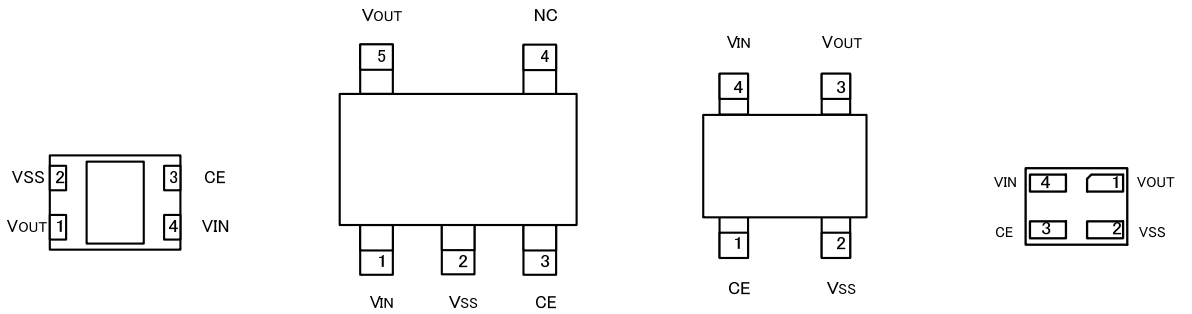 VSS 2 3 CE
VOUT 1 4 VIN
VOUT NC
5 4
1 2 3
VIN VSS CE
VIN VOUT
4 3
1 2
CE VSS
VIN 4 1 VOUT
CE 3 2 VSS